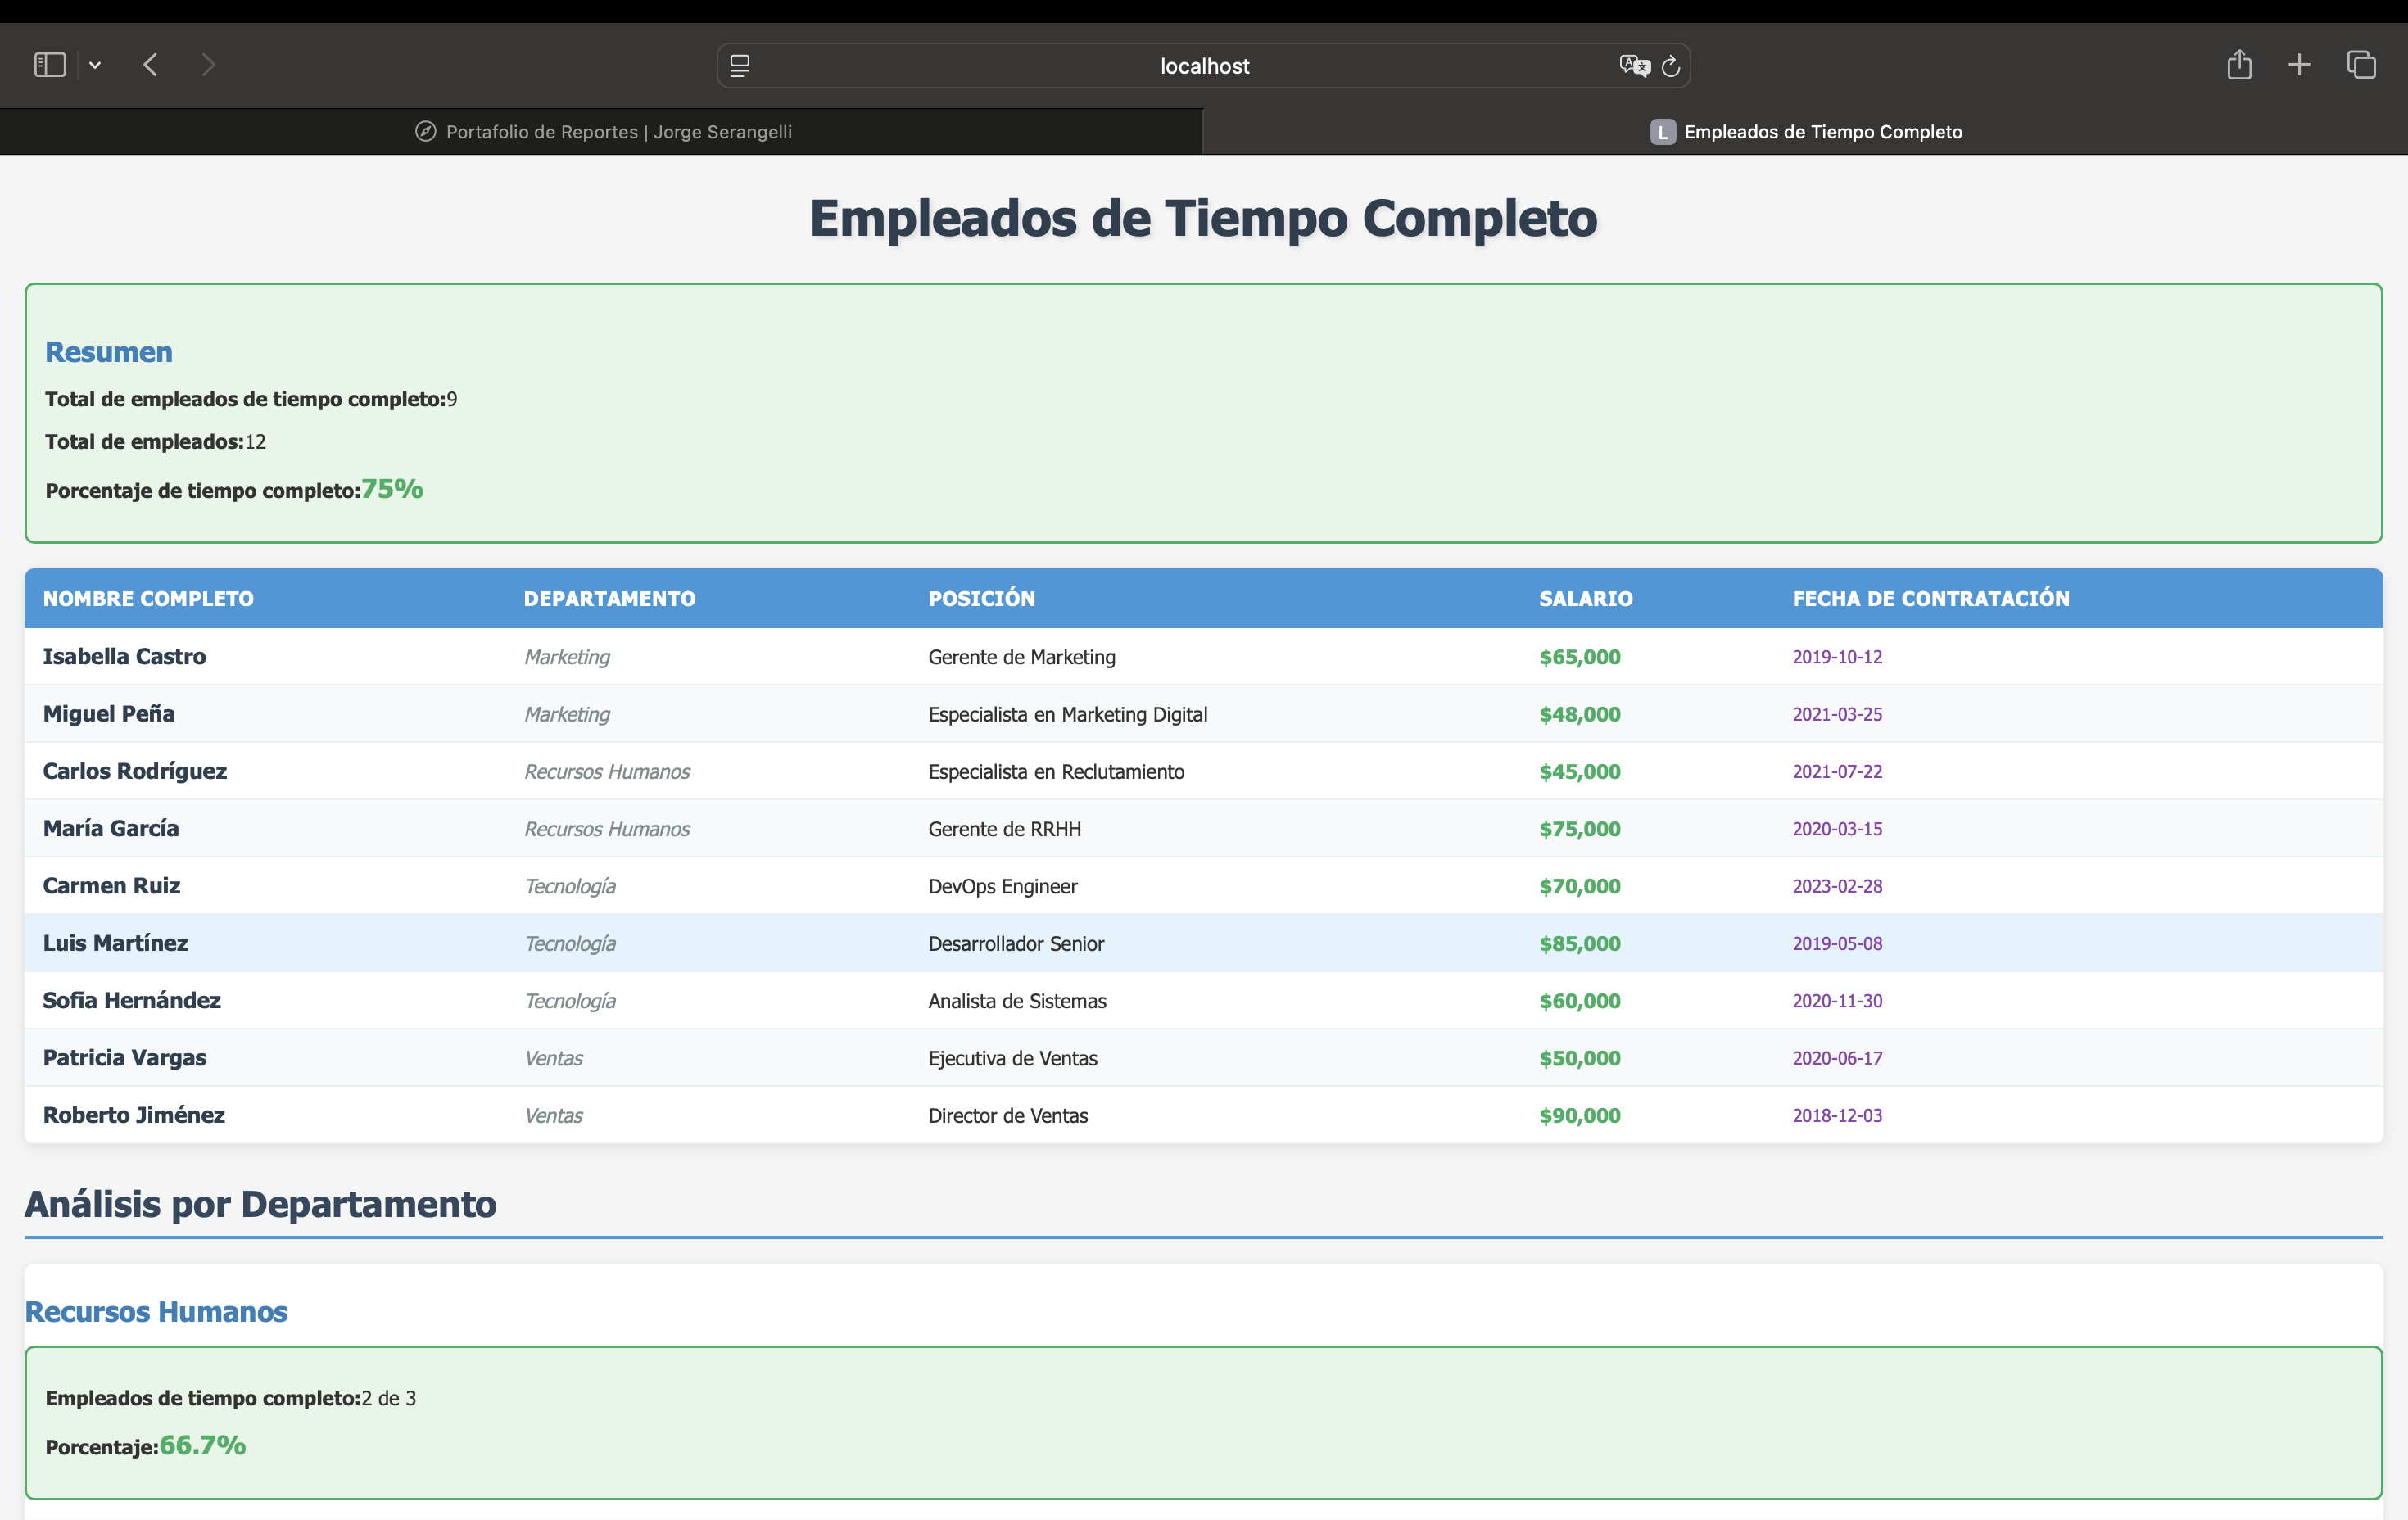 localhost
Portafolio de Reportes | Jorge Serangelli
L Empleados de Tiempo Completo
Empleados de Tiempo Completo
Resumen
Total de empleados de tiempo completo:9
Total de empleados:12
Porcentaje de tiempo completo:75%
NOMBRE COMPLETO DEPARTAMENTO POSICIÓN SALARIO FECHA DE CONTRATACIÓN
Isabella Castro Marketing Gerente de Marketing $65,000 2019-10-12
Miguel Peña Marketing Especialista en Marketing Digital $48,000 2021-03-25
Carlos Rodríguez Recursos Humanos Especialista en Reclutamiento $45,000 2021-07-22
María García Recursos Humanos Gerente de RRHH $75,000 2020-03-15
Carmen Ruiz Tecnología DevOps Engineer $70,000 2023-02-28
Luis Martínez Tecnología Desarrollador Senior $85,000 2019-05-08
Sofia Hernández Tecnología Analista de Sistemas $60,000 2020-11-30
Patricia Vargas Ventas Ejecutiva de Ventas $50,000 2020-06-17
Roberto Jiménez Ventas Director de Ventas $90,000 2018-12-03
Análisis por Departamento
Recursos Humanos
Empleados de tiempo completo:2 de 3
Porcentaje:66.7%